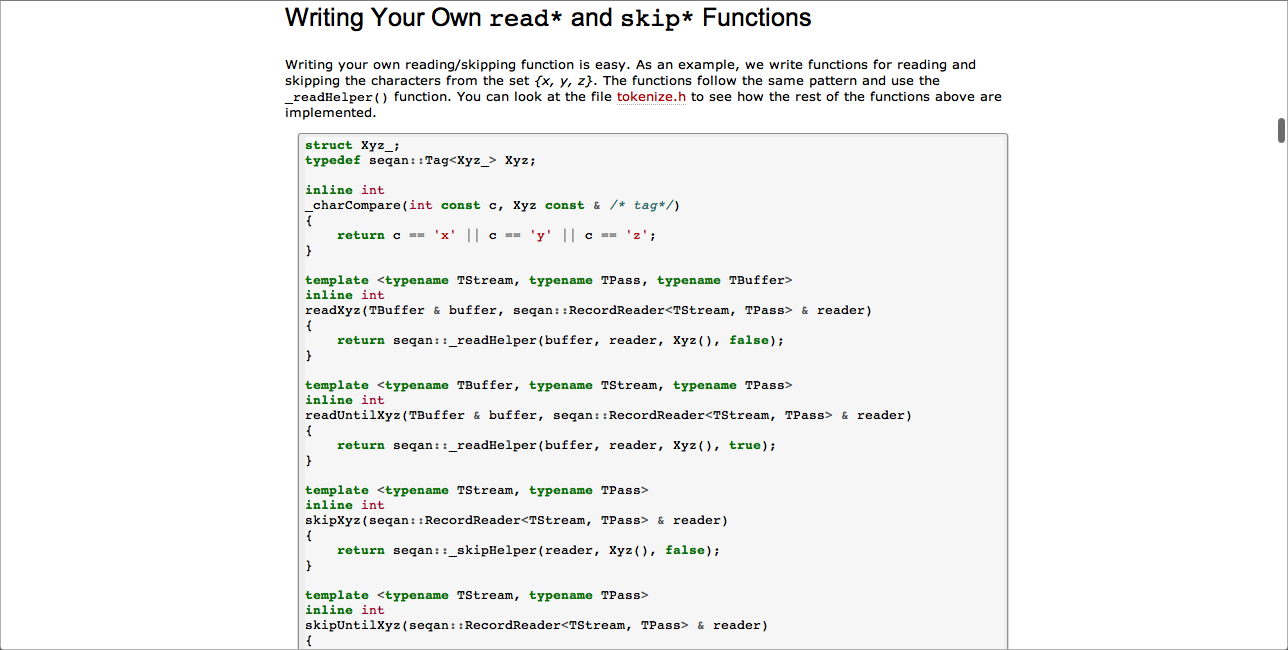 Writing Your Own read* and skip* Functions
Writing your own reading/skipping function is easy. As an example, we write functions for reading and
skipping the characters from the set {x, y, z}. The functions follow the same pattern and use the
_readHelper() function. You can look at the file tokenize.h to see how the rest of the functions above are
implemented.
struct Xyz_;
typedef seqan::Tag<Xyz_> Xyz;
inline int
_charCompare(int const c, Xyz const & /* tag*/)
{
    return c == 'x' || c == 'y' || c == 'z';
}
template <typename TStream, typename TPass, typename TBuffer>
inline int
readXyz(TBuffer & buffer, seqan::RecordReader<TStream, TPass> & reader)
{
    return seqan::_readHelper(buffer, reader, Xyz(), false);
}
template <typename TBuffer, typename TStream, typename TPass>
inline int
readUntilXyz(TBuffer & buffer, seqan::RecordReader<TStream, TPass> & reader)
{
    return seqan::_readHelper(buffer, reader, Xyz(), true);
}
template <typename TStream, typename TPass>
inline int
skipXyz(seqan::RecordReader<TStream, TPass> & reader)
{
    return seqan::_skipHelper(reader, Xyz(), false);
}
template <typename TStream, typename TPass>
inline int
skipUntilXyz(seqan::RecordReader<TStream, TPass> & reader)
{